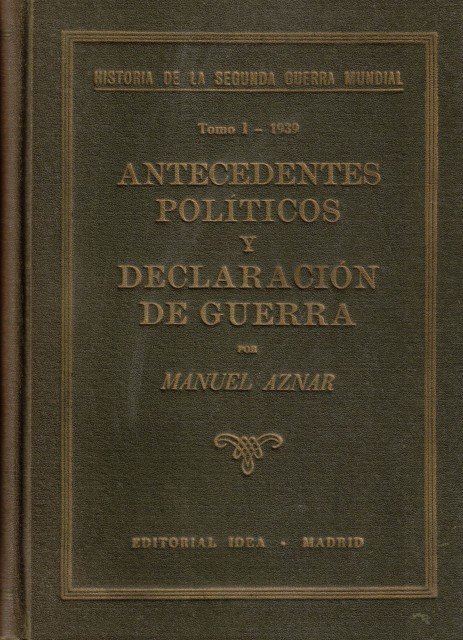 HISTORIA DE LA SEGUNDA GUERRA MUNDIAL
Tomo 1 - 1939
ANTECEDENTES
POLÍTICOS
Y
DECLARACIÓN
DE GUERRA
POR
MANUEL AZNAR
EDITORIAL IDEA - MADRID